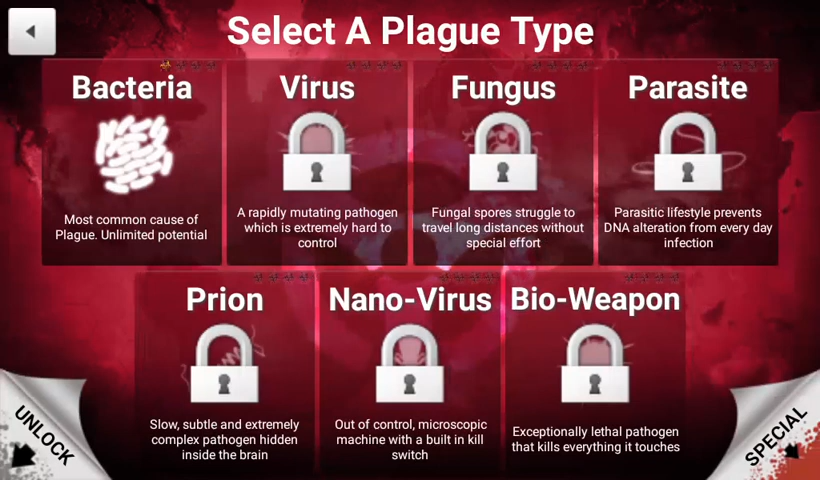 Select A Plague Type
Bacteria
Most common cause of
Plague. Unlimited potential
Virus
A rapidly mutating pathogen
which is extremely hard to
control
Fungus
Fungal spores struggle to
travel long distances without
special effort
Parasite
Parasitic lifestyle prevents
DNA alteration from every day
infection
Prion
Slow, subtle and extremely
complex pathogen hidden
inside the brain
Nano-Virus
Out of control, microscopic
machine with a built in kill
switch
Bio-Weapon
Exceptionally lethal pathogen
that kills everything it touches
UNLOCK
SPECIAL